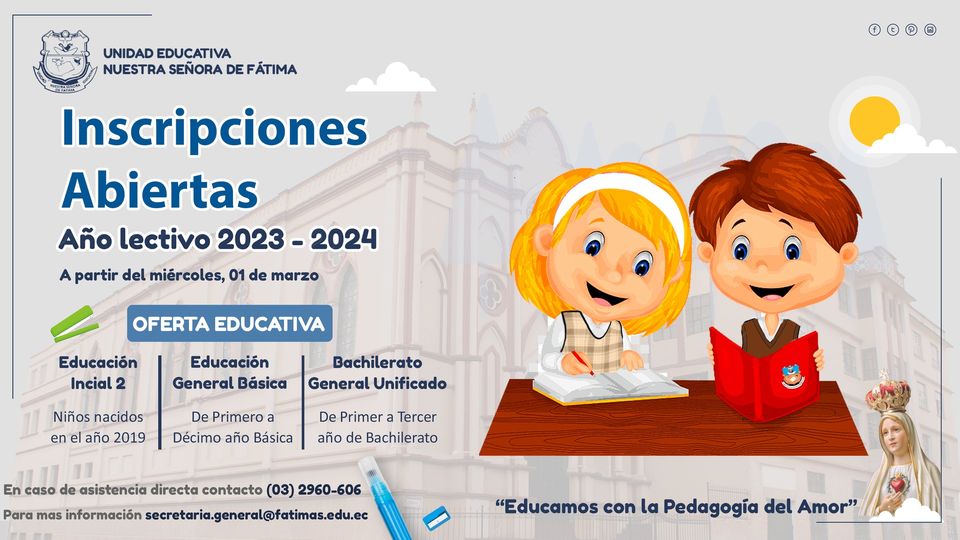 UNIDAD EDUCATIVA
NUESTRA SEÑORA DE FÁTIMA
Inscripciones
Abiertas
Año lectivo 2023 - 2024
A partir del miércoles, 01 de marzo
OFERTA EDUCATIVA
Educación
Incial 2
Niños nacidos
en el año 2019
Educación
General Básica
De Primero a
Décimo año Básica
Bachilerato
General Unificado
De Primer a Tercer
año de Bachilerato
En caso de asistencia directa contacto (03) 2960-606
Para mas información secretaria.general@fatimas.edu.ec
“Educamos con la Pedagogía del Amor”